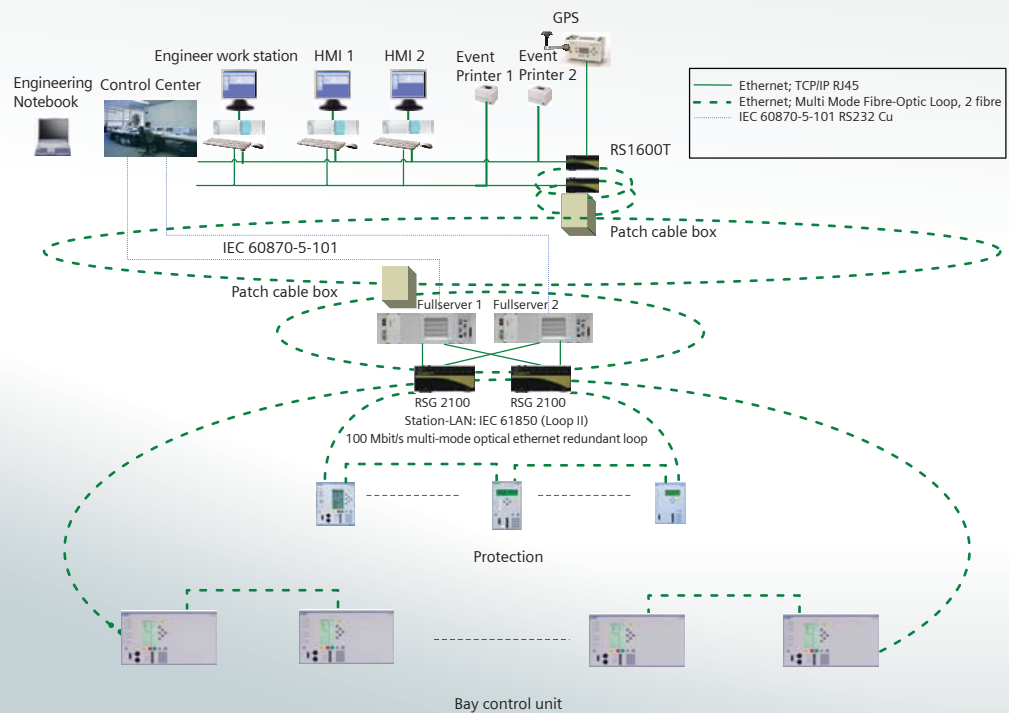 GPS
Engineer work station
HMI 1
HMI 2
Event
Printer 1
Event
Printer 2
Engineering
Notebook
Control Center
Ethernet; TCP/IP RJ45
Ethernet; Multi Mode Fibre-Optic Loop, 2 fibre
IEC 60870-5-101 RS232 Cu
RS1600T
Patch cable box
IEC 60870-5-101
Patch cable box
Fullserver 1
Fullserver 2
RSG 2100
RSG 2100
Station-LAN: IEC 61850 (Loop II)
100 Mbit/s multi-mode optical ethernet redundant loop
Protection
Bay control unit